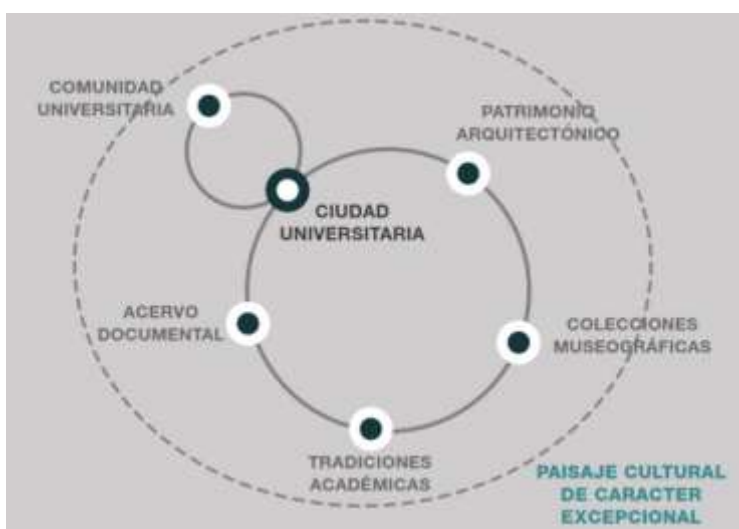 COMUNIDAD
UNIVERSITARIA
PATRIMONIO
ARQUITECTÓNICO
CIUDAD
UNIVERSITARIA
ACERVO
DOCUMENTAL
COLECCIONES
MUSEOGRÁFICAS
TRADICIONES
ACADÉMICAS
PAISAJE CULTURAL
DE CARACTER
EXCEPCIONAL